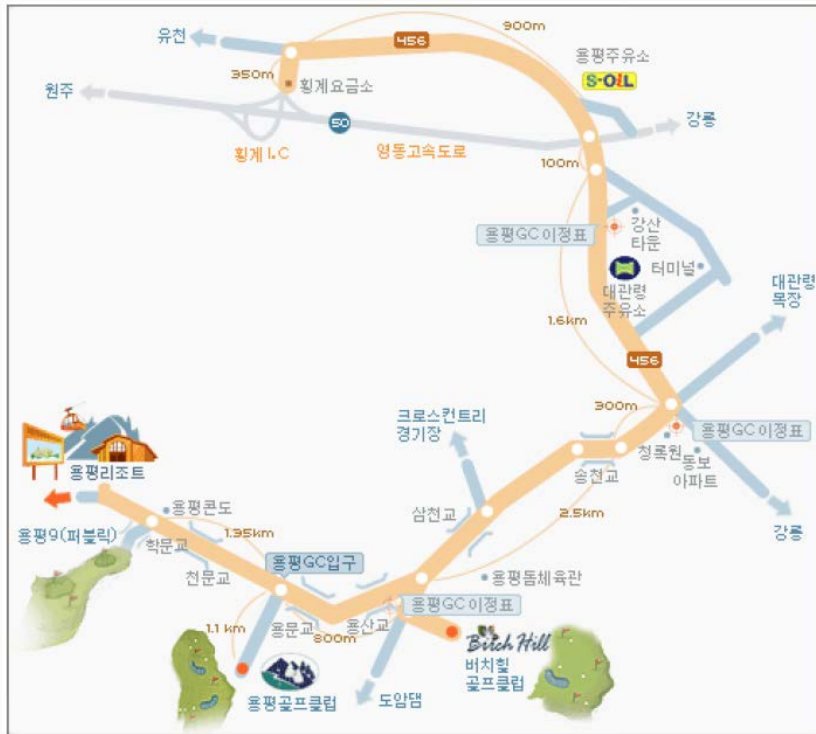 유천
456
900m
용평주유소
S-OIL
350m
횡계요금소
원주
50
강릉
횡계 I.C
영동고속도로
100m
용평GC이정표
강산
타운
터미널
대관령
주유소
대관령
목장
1.6km
456
크로스컨트리
경기장
300m
용평GC이정표
청록원
동보
아파트
송천교
용평리조트
삼천교
2.5km
강릉
용평콘도
1.35km
용평9(퍼블릭)
학문교
천문교
용평GC입구
용평돔체육관
용평GC이정표
1.1 km
용문교
800m
용산교
Bitch Hill
버치힐
골프클럽
용평골프클럽
도암댐